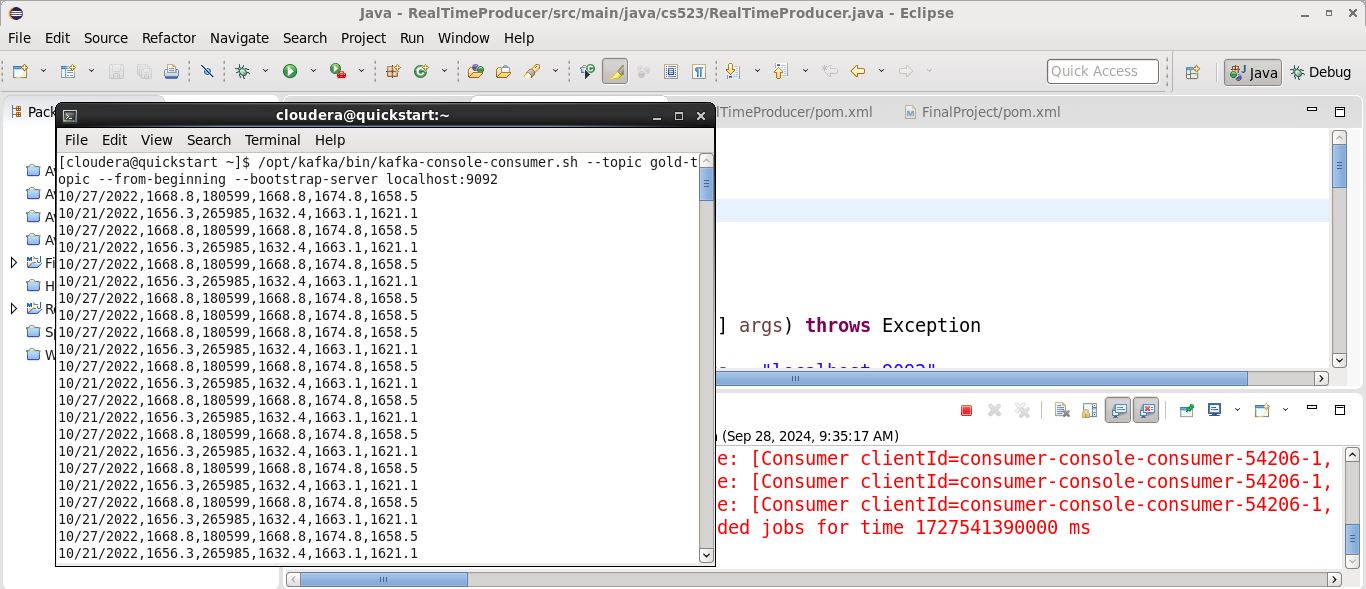 Java - RealTimeProducer/src/main/java/cs523/RealTimeProducer.java - Eclipse
File Edit Source Refactor Navigate Search Project Run Window Help
Quick Access
Java
Debug
Pack
TimeProducer/pom.xml
FinalProject/pom.xml
cloudera@quickstart:~
File Edit View Search Terminal Help
[cloudera@quickstart ~]$ /opt/kafka/bin/kafka-console-consumer.sh --topic gold-t
opic --from-beginning --bootstrap-server localhost:9092
10/27/2022,1668.8,180599,1668.8,1674.8,1658.5
10/21/2022,1656.3,265985,1632.4,1663.1,1621.1
10/27/2022,1668.8,180599,1668.8,1674.8,1658.5
10/21/2022,1656.3,265985,1632.4,1663.1,1621.1
10/27/2022,1668.8,180599,1668.8,1674.8,1658.5
10/21/2022,1656.3,265985,1632.4,1663.1,1621.1
10/27/2022,1668.8,180599,1668.8,1674.8,1658.5
10/27/2022,1668.8,180599,1668.8,1674.8,1658.5
10/27/2022,1668.8,180599,1668.8,1674.8,1658.5
10/21/2022,1656.3,265985,1632.4,1663.1,1621.1
10/27/2022,1668.8,180599,1668.8,1674.8,1658.5
10/21/2022,1656.3,265985,1632.4,1663.1,1621.1
10/27/2022,1668.8,180599,1668.8,1674.8,1658.5
10/21/2022,1656.3,265985,1632.4,1663.1,1621.1
10/27/2022,1668.8,180599,1668.8,1674.8,1658.5
10/21/2022,1656.3,265985,1632.4,1663.1,1621.1
10/27/2022,1668.8,180599,1668.8,1674.8,1658.5
10/21/2022,1656.3,265985,1632.4,1663.1,1621.1
10/27/2022,1668.8,180599,1668.8,1674.8,1658.5
10/21/2022,1656.3,265985,1632.4,1663.1,1621.1
10/27/2022,1668.8,180599,1668.8,1674.8,1658.5
10/21/2022,1656.3,265985,1632.4,1663.1,1621.1
] args) throws Exception
"localhost:9092"
(Sep 28, 2024, 9:35:17 AM)
e: [Consumer clientId=consumer-console-consumer-54206-1,
e: [Consumer clientId=consumer-console-consumer-54206-1,
e: [Consumer clientId=consumer-console-consumer-54206-1,
ded jobs for time 1727541390000 ms